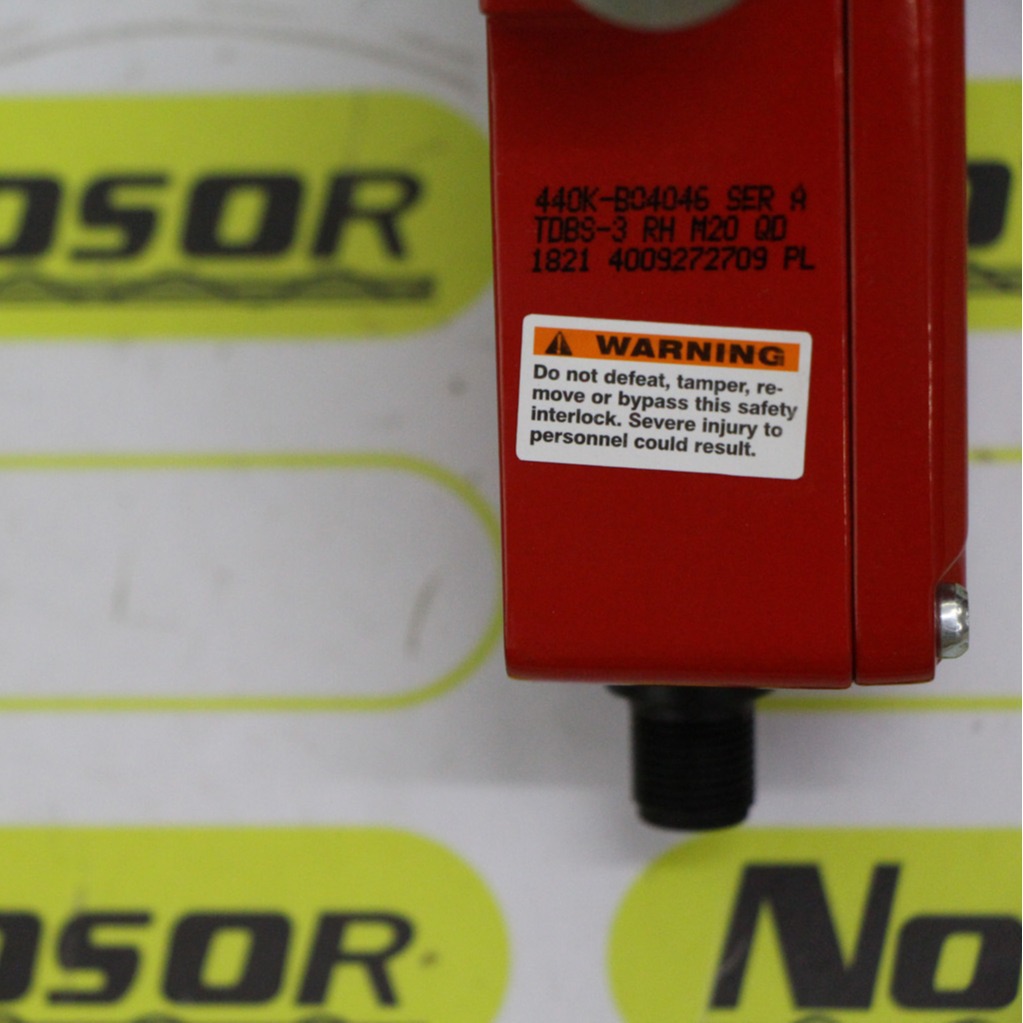 OSOR
440K-B04046 SER A
TDBS-3 RH M20 QD
1821 4009272709 PL
WARNING
Do not defeat, tamper, re-
move or bypass this safety
interlock. Severe injury to
personnel could result.
OSOR
No